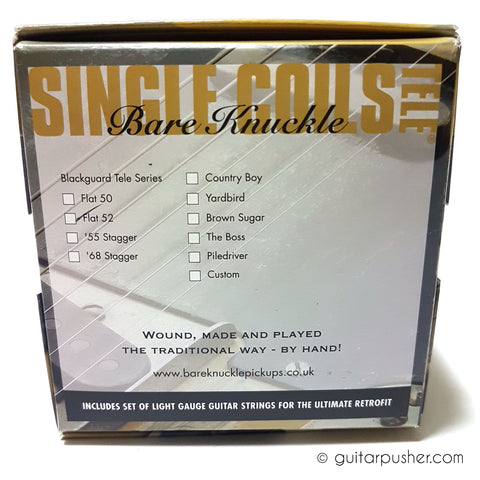 SINGLE COILS TELE®
Bare Knuckle
Blackguard Tele Series
Flat 50
Flat 52
'55 Stagger
'68 Stagger
Country Boy
Yardbird
Brown Sugar
The Boss
Piledriver
Custom
WOUND, MADE AND PLAYED
THE TRADITIONAL WAY - BY HAND!
www.bareknucklepickups.co.uk
INCLUDES SET OF LIGHT GAUGE GUITAR STRINGS FOR THE ULTIMATE RETROFIT
© guitarpusher.com